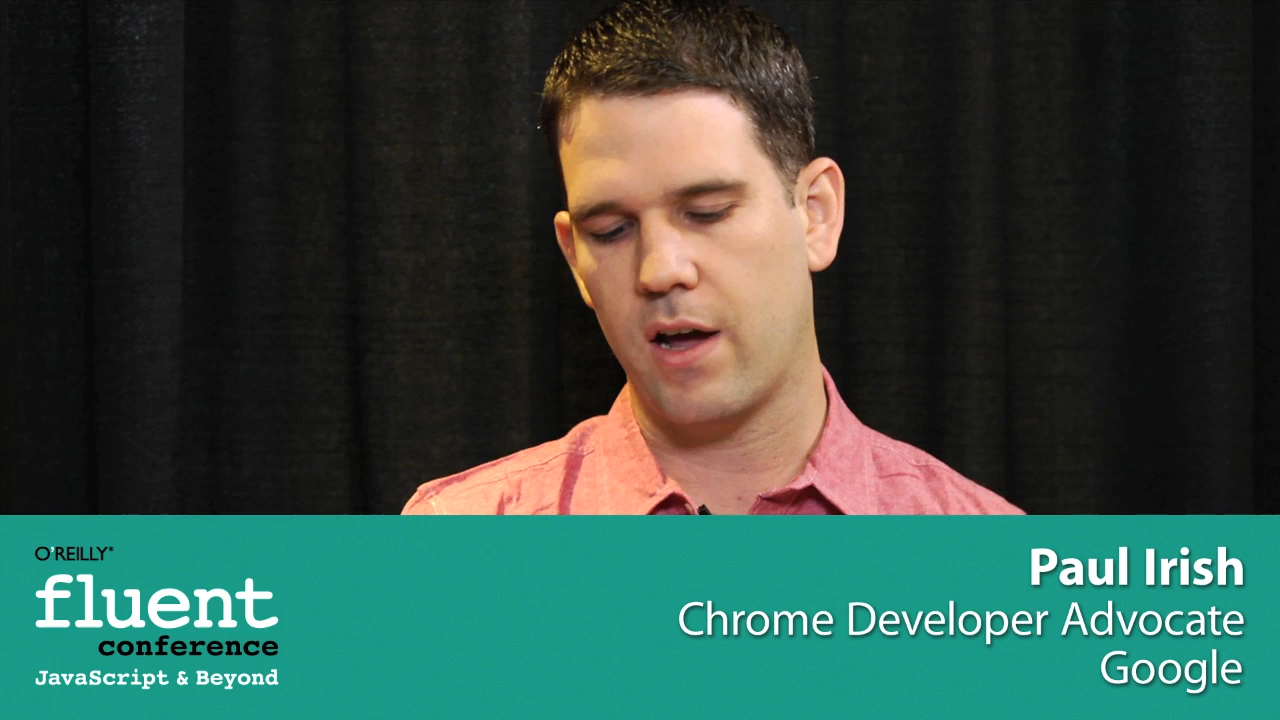 O'REILLY®
fluent
conference
JavaScript & Beyond
Paul Irish
Chrome Developer Advocate
Google